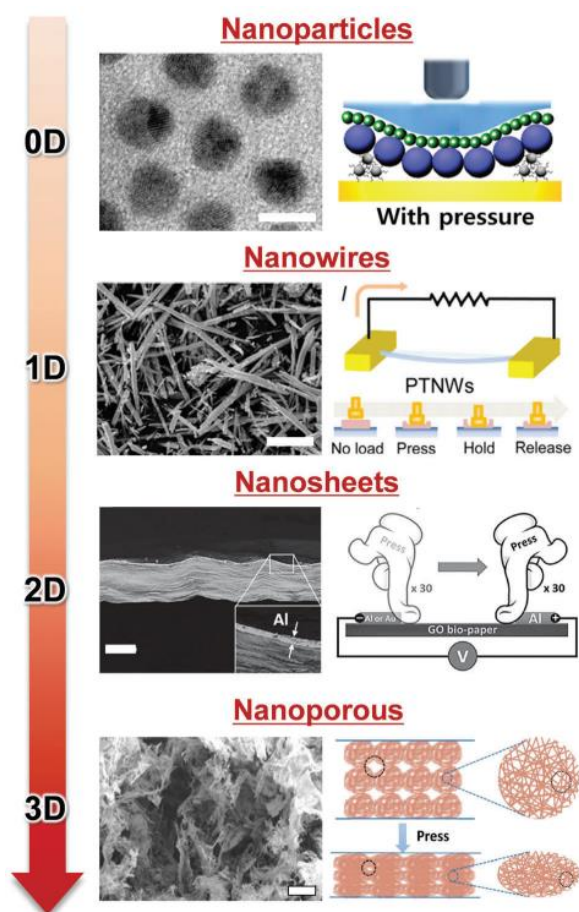 Nanoparticles
0D
With pressure
Nanowires
1D
I
PTNWs
No load Press Hold Release
Nanosheets
2D
Press
Press
x 30
x 30
Al
Al or Au
Al
GO bio-paper
V
Nanoporous
3D
Press